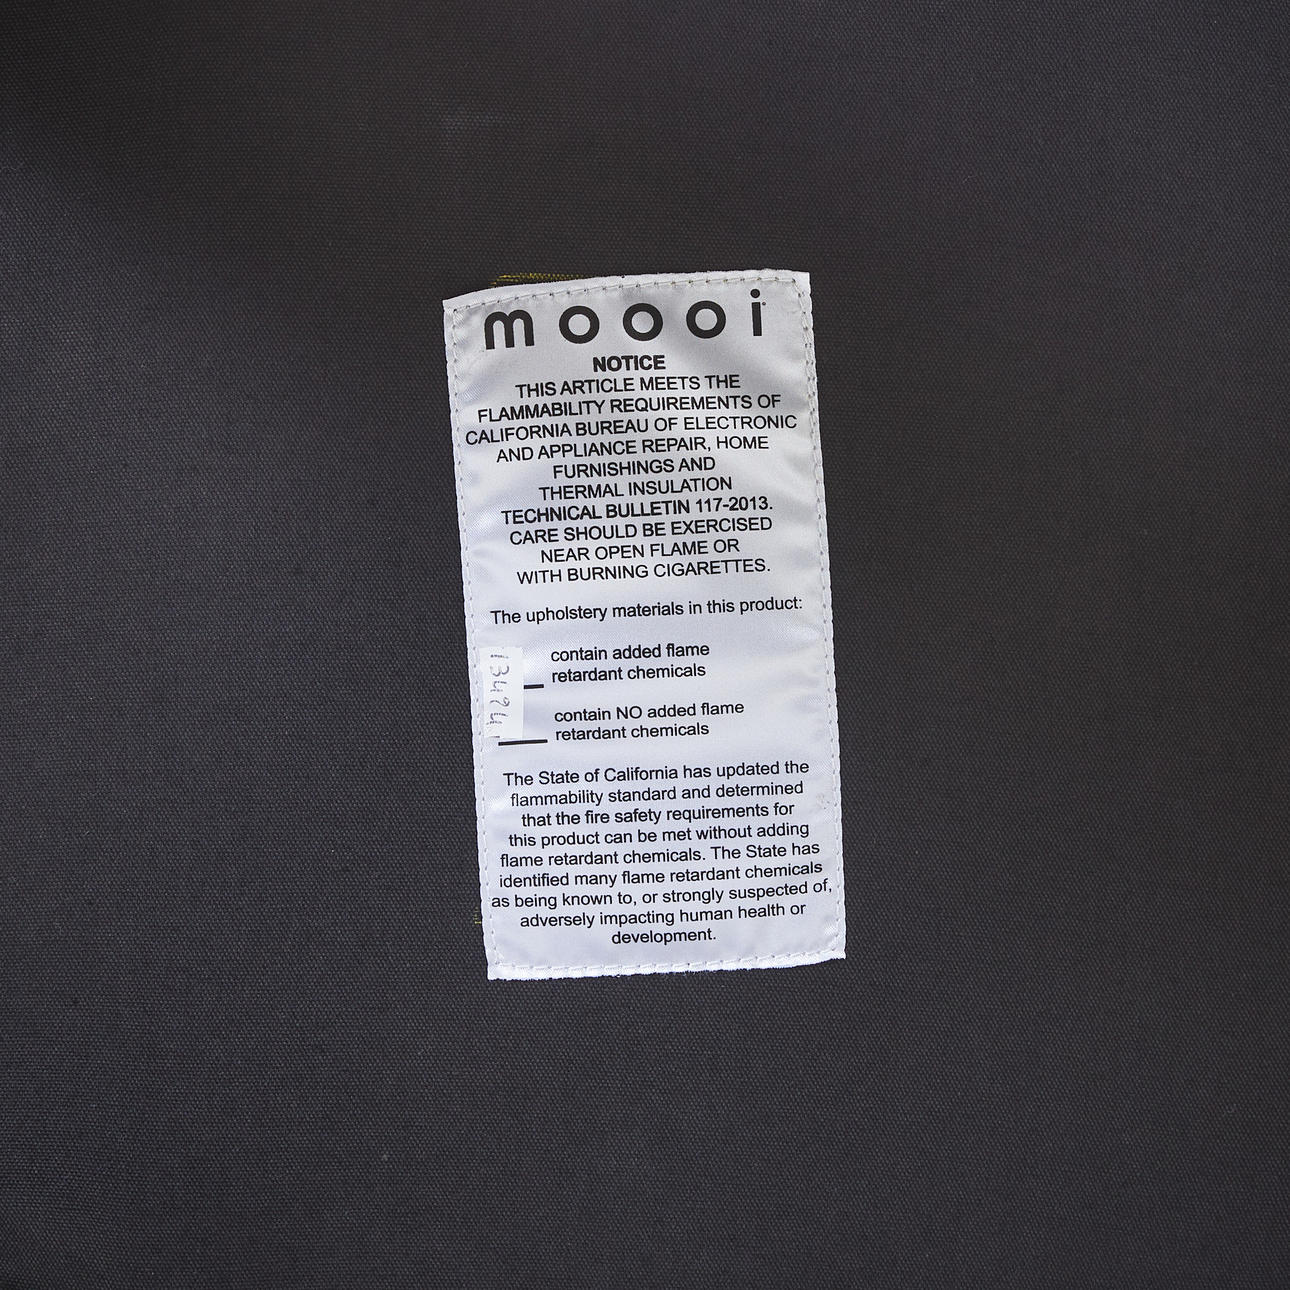 moooi
NOTICE
THIS ARTICLE MEETS THE
FLAMMABILITY REQUIREMENTS OF
CALIFORNIA BUREAU OF ELECTRONIC
AND APPLIANCE REPAIR, HOME
FURNISHINGS AND
THERMAL INSULATION
TECHNICAL BULLETIN 117-2013.
CARE SHOULD BE EXERCISED
NEAR OPEN FLAME OR
WITH BURNING CIGARETTES.
The upholstery materials in this product:
contain added flame
retardant chemicals
contain NO added flame
retardant chemicals
The State of California has updated the
flammability standard and determined
that the fire safety requirements for
this product can be met without adding
flame retardant chemicals. The State has
identified many flame retardant chemicals
as being known to, or strongly suspected of,
adversely impacting human health or
development.